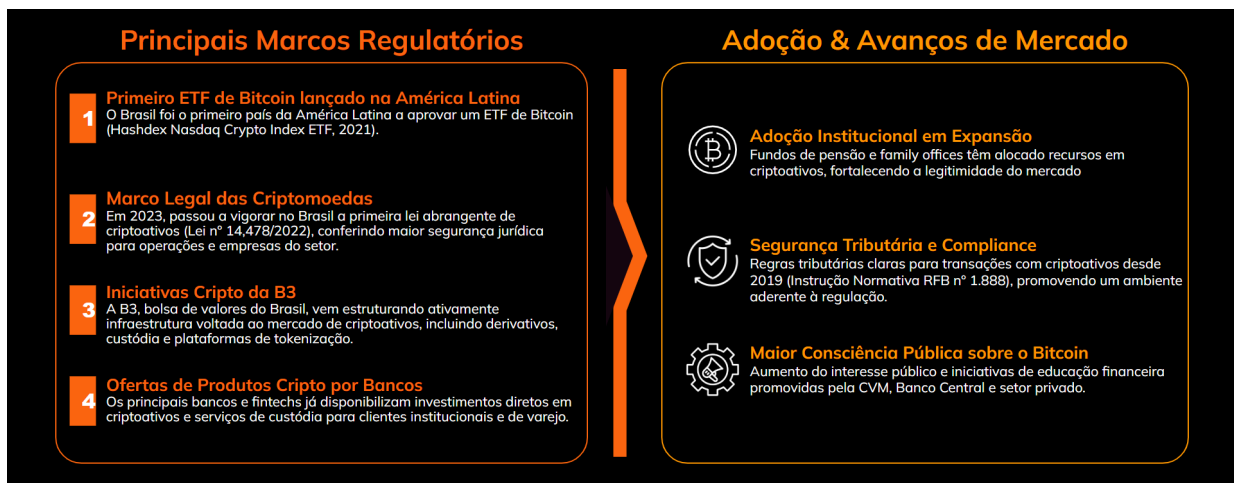 Principais Marcos Regulatórios
1
Primeiro ETF de Bitcoin lançado na América Latina
O Brasil foi o primeiro país da América Latina a aprovar um ETF de Bitcoin
(Hashdex Nasdaq Crypto Index ETF, 2021).
2
Marco Legal das Criptomoedas
Em 2023, passou a vigorar no Brasil a primeira lei abrangente de
criptoativos (Lei nº 14,478/2022), conferindo maior segurança jurídica
para operações e empresas do setor.
3
Iniciativas Cripto da B3
A B3, bolsa de valores do Brasil, vem estruturando ativamente
infraestrutura voltada ao mercado de criptoativos, incluindo derivativos,
custódia e plataformas de tokenização.
4
Ofertas de Produtos Cripto por Bancos
Os principais bancos e fintechs já disponibilizam investimentos diretos em
criptoativos e serviços de custódia para clientes institucionais e de varejo.
Adoção & Avanços de Mercado
Adoção Institucional em Expansão
Fundos de pensão e family offices têm alocado recursos em
criptoativos, fortalecendo a legitimidade do mercado
Segurança Tributária e Compliance
Regras tributárias claras para transações com criptoativos desde
2019 (Instrução Normativa RFB nº 1.888), promovendo um ambiente
aderente à regulação.
Maior Consciência Pública sobre o Bitcoin
Aumento do interesse público e iniciativas de educação financeira
promovidas pela CVM, Banco Central e setor privado.